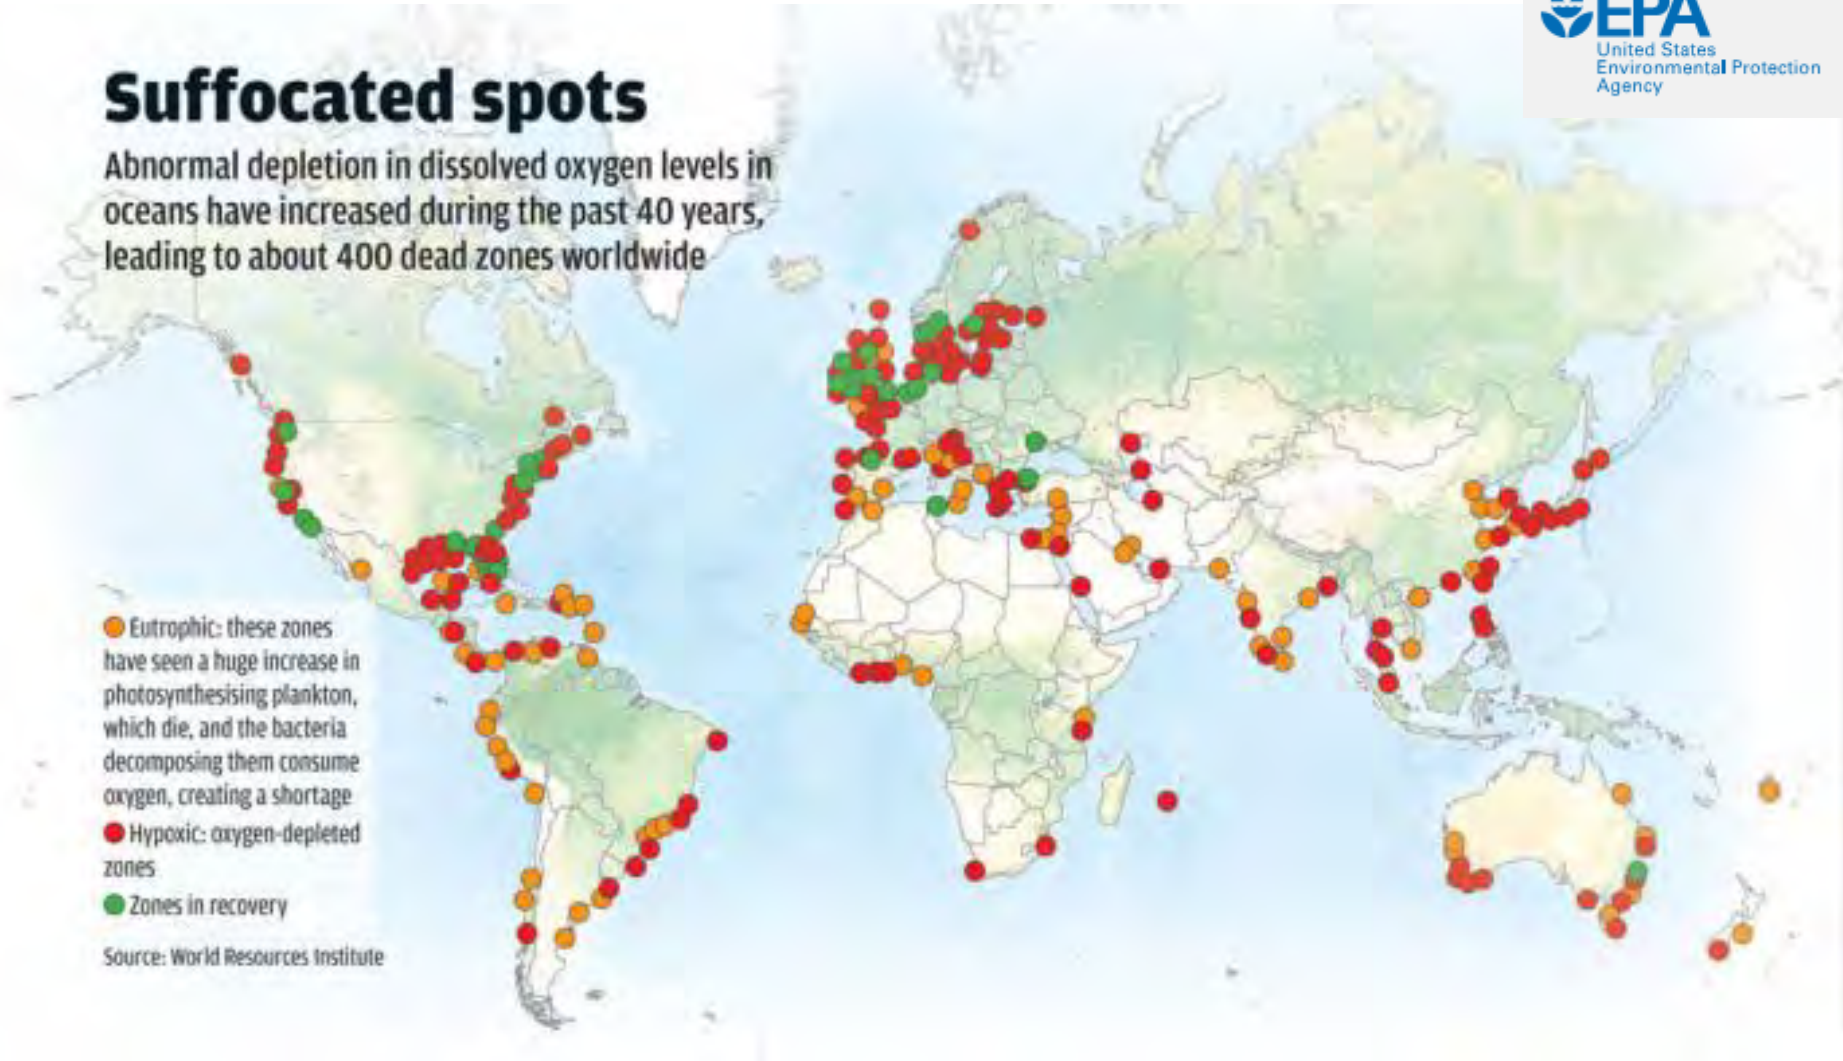 EPA
United States
Environmental Protection
Agency
Suffocated spots
Abnormal depletion in dissolved oxygen levels in
oceans have increased during the past 40 years,
leading to about 400 dead zones worldwide
Eutrophic: these zones
have seen a huge increase in
photosynthesising plankton,
which die, and the bacteria
decomposing them consume
oxygen, creating a shortage
Hypoxic: oxygen-depleted
zones
Zones in recovery
Source: World Resources Institute